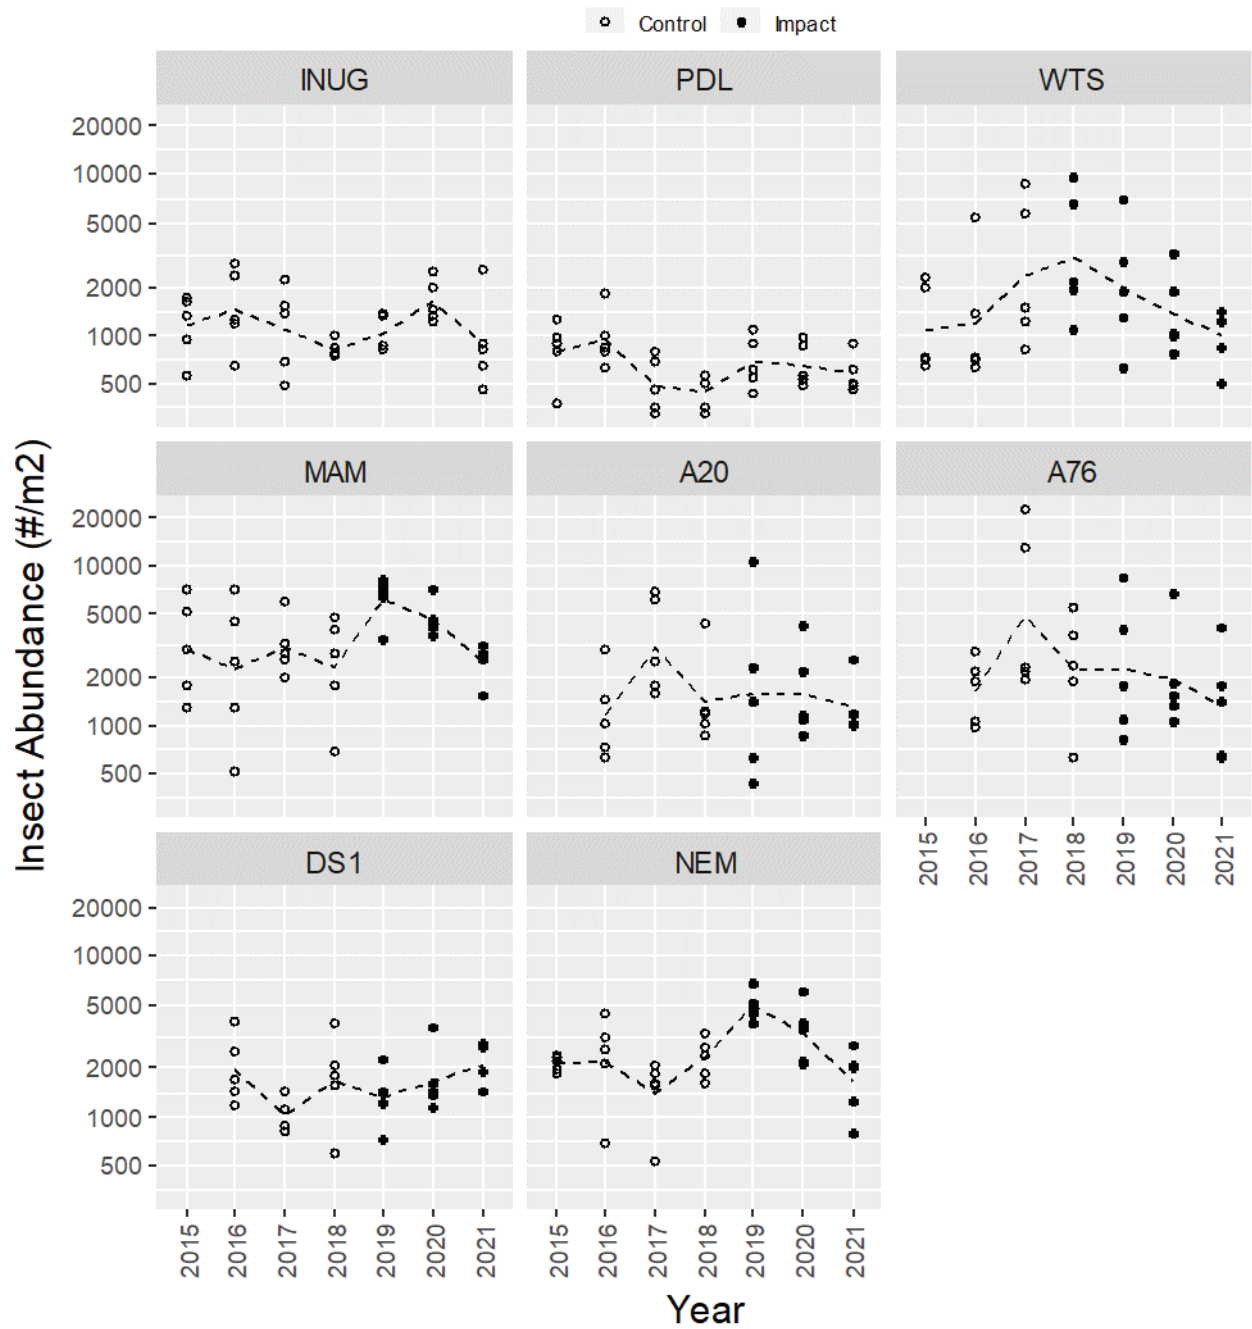 Control Impact
INUG PDL WTS
20000
10000
5000
2000
1000
500
MAM A20 A76
20000
10000
5000
2000
1000
500
2015 2016 2017 2018 2019 2020 2021
DS1 NEM
20000
10000
5000
2000
1000
500
2015 2016 2017 2018 2019 2020 2021 2015 2016 2017 2018 2019 2020 2021
Insect Abundance (#/m2)
Year